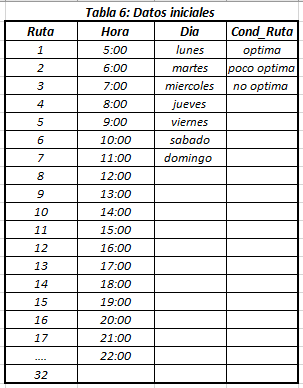 Tabla 6: Datos iniciales
Ruta Hora Dia Cond_Ruta
1 5:00 lunes optima
2 6:00 martes poco optima
3 7:00 miercoles no optima
4 8:00 jueves
5 9:00 viernes
6 10:00 sabado
7 11:00 domingo
8 12:00
9 13:00
10 14:00
11 15:00
12 16:00
13 17:00
14 18:00
15 19:00
16 20:00
17 21:00
.... 22:00
32